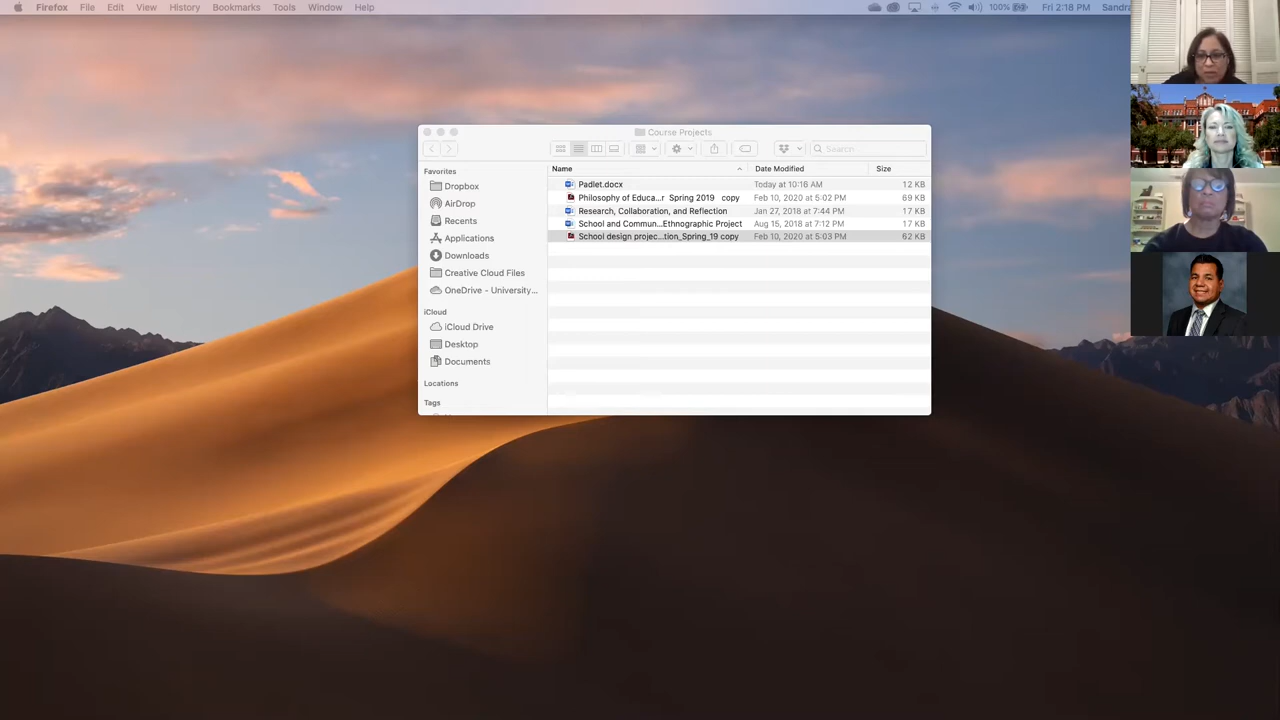 Firefox File Edit View History Bookmarks Tools Window Help 100% Fri 2:18 PM Sandra
Course Projects
Search
Favorites
Dropbox
AirDrop
Recents
Applications
Downloads
Creative Cloud Files
OneDrive - University...
iCloud
iCloud Drive
Desktop
Documents
Locations
Tags
Name Date Modified Size
Padlet.docx Today at 10:16 AM 12 KB
Philosophy of Educa...r Spring 2019 copy Feb 10, 2020 at 5:02 PM 69 KB
Research, Collaboration, and Reflection Jan 27, 2018 at 7:44 PM 17 KB
School and Commun...Ethnographic Project Aug 15, 2018 at 7:12 PM 17 KB
School design projec...tion_Spring_19 copy Feb 10, 2020 at 5:03 PM 62 KB